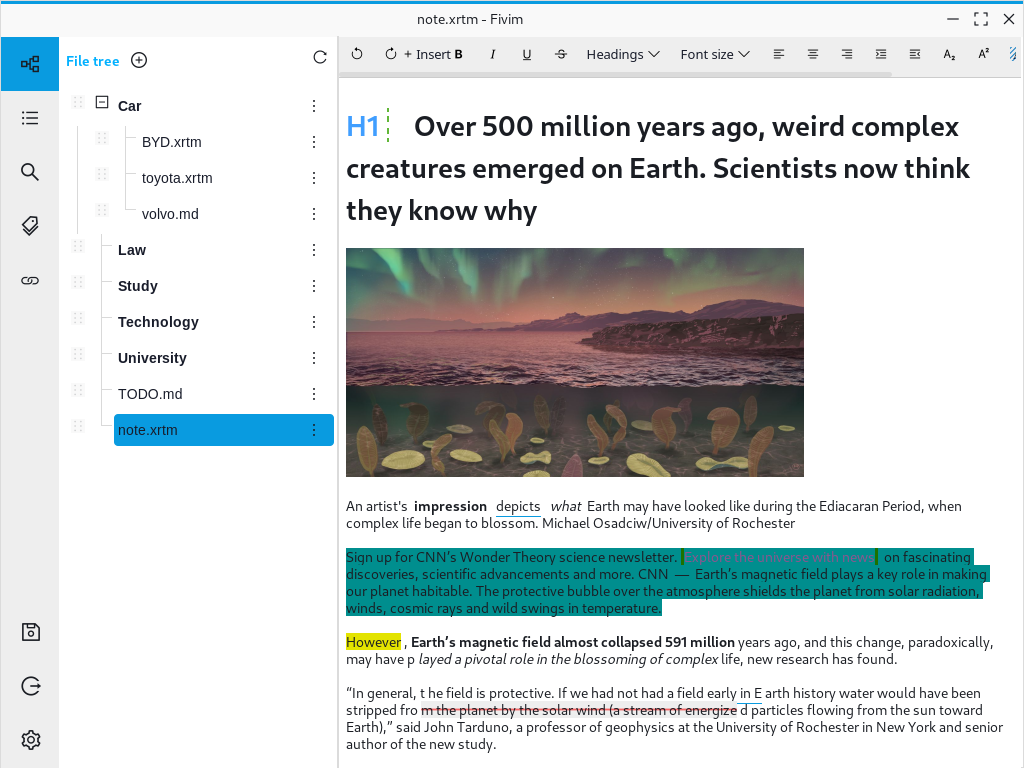 note.xrtm - Fivim
File tree
+ Insert B I U S Headings Font size A₂ A²
Car
BYD.xrtm
toyota.xrtm
volvo.md
Law
Study
Technology
University
TODO.md
note.xrtm
H1 Over 500 million years ago, weird complex
creatures emerged on Earth. Scientists now think
they know why
An artist's impression depicts what Earth may have looked like during the Ediacaran Period, when
complex life began to blossom. Michael Osadciw/University of Rochester
Sign up for CNN’s Wonder Theory science newsletter. Explore the universe with news on fascinating
discoveries, scientific advancements and more. CNN — Earth’s magnetic field plays a key role in making
our planet habitable. The protective bubble over the atmosphere shields the planet from solar radiation,
winds, cosmic rays and wild swings in temperature.
However , Earth’s magnetic field almost collapsed 591 million years ago, and this change, paradoxically,
may have p layed a pivotal role in the blossoming of complex life, new research has found.
“In general, t he field is protective. If we had not had a field early in E arth history water would have been
stripped fro m the planet by the solar wind (a stream of energize d particles flowing from the sun toward
Earth),” said John Tarduno, a professor of geophysics at the University of Rochester in New York and senior
author of the new study.